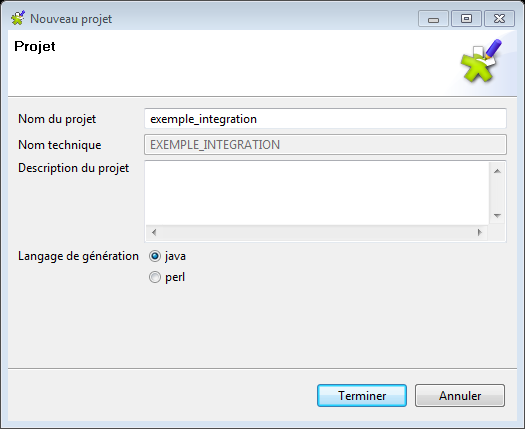 Nouveau projet
Projet
Nom du projet exemple_integration
Nom technique EXEMPLE_INTEGRATION
Description du projet
Langage de génération java
perl
Terminer Annuler